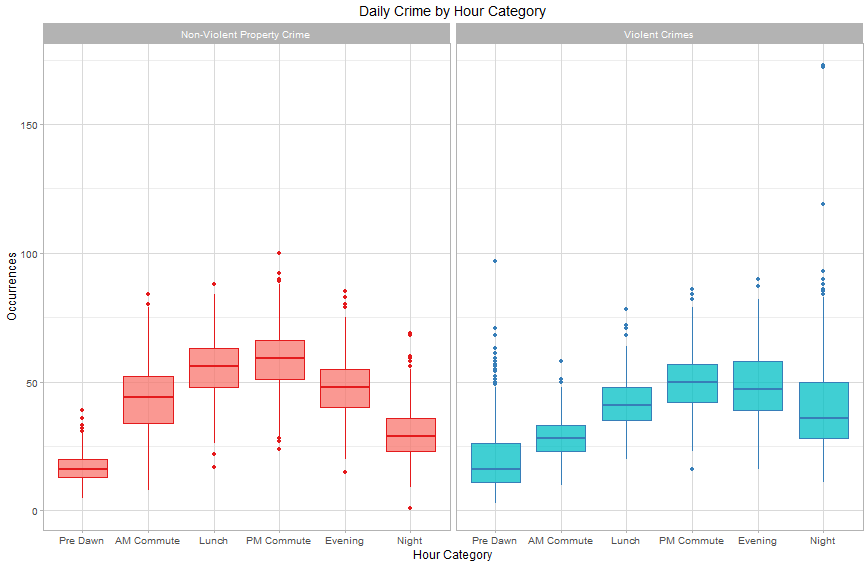 Daily Crime by Hour Category
Non-Violent Property Crime Violent Crimes
150
100
50
0
Occurrences
Pre Dawn AM Commute Lunch PM Commute Evening Night Pre Dawn AM Commute Lunch PM Commute Evening Night
Hour Category